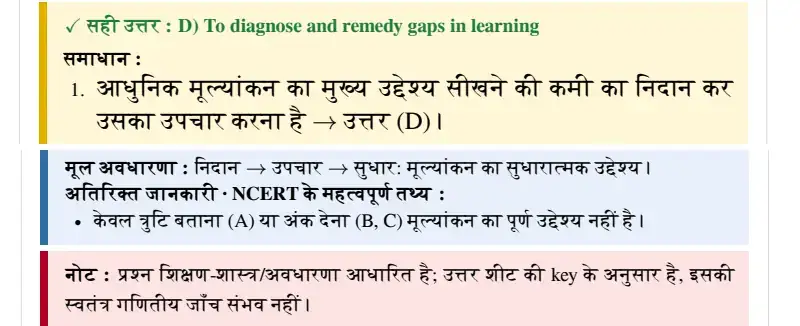 ✓ सही उत्तर : D) To diagnose and remedy gaps in learning
समाधान :
1. आधुनिक मूल्यांकन का मुख्य उद्देश्य सीखने की कमी का निदान कर
उसका उपचार करना है → उत्तर (D)।
मूल अवधारणा : निदान → उपचार → सुधार: मूल्यांकन का सुधारात्मक उद्देश्य।
अतिरिक्त जानकारी · NCERT के महत्वपूर्ण तथ्य :
• केवल त्रुटि बताना (A) या अंक देना (B, C) मूल्यांकन का पूर्ण उद्देश्य नहीं है।
नोट : प्रश्न शिक्षण-शास्त्र/अवधारणा आधारित है; उत्तर शीट की key के अनुसार है, इसकी
स्वतंत्र गणितीय जाँच संभव नहीं।